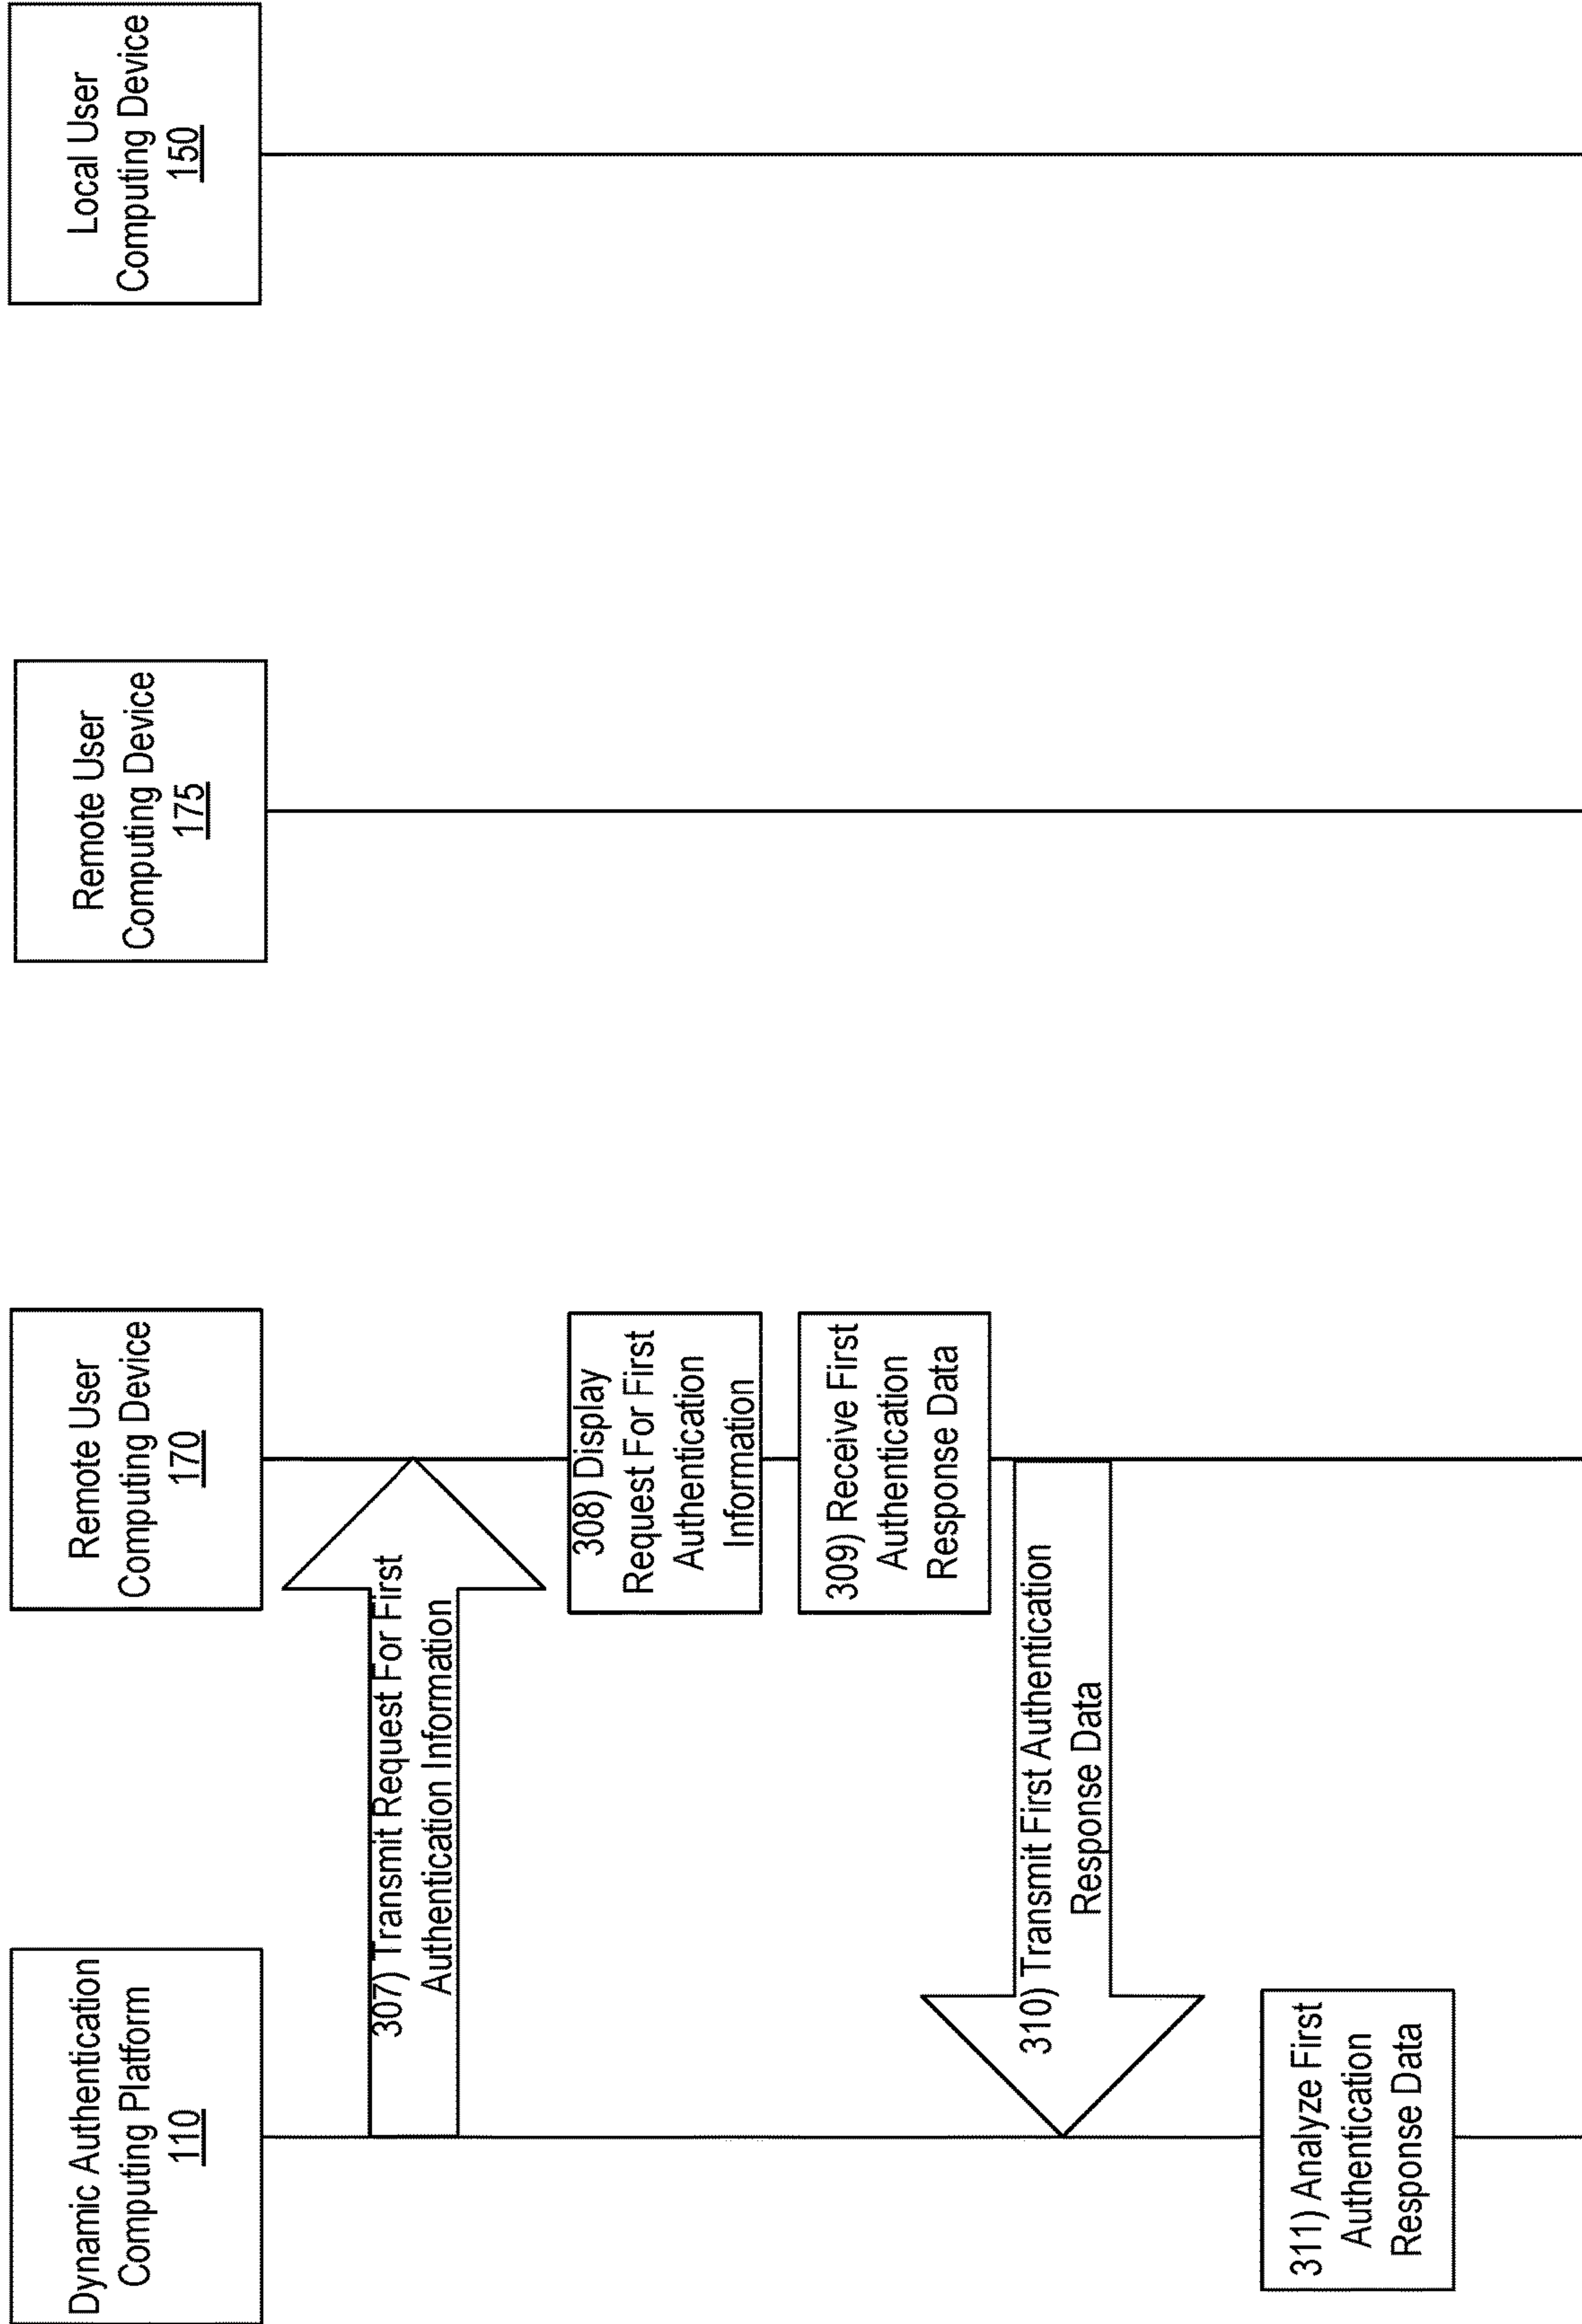 Dynamic Authentication
Computing Platform
110
Remote User
Computing Device
170
Remote User
Computing Device
175
Local User
Computing Device
150
307) Transmit Request For First
Authentication Information
308) Display
Request For First
Authentication
Information
309) Receive First
Authentication
Response Data
310) Transmit First Authentication
Response Data
311) Analyze First
Authentication
Response Data